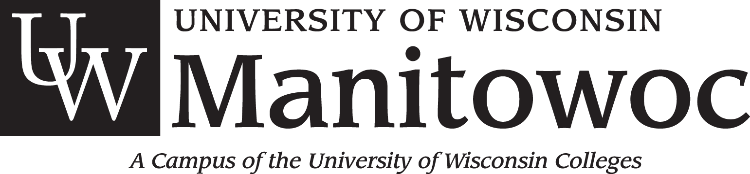 UW
UNIVERSITY OF WISCONSIN
Manitowoc
A Campus of the University of Wisconsin Colleges